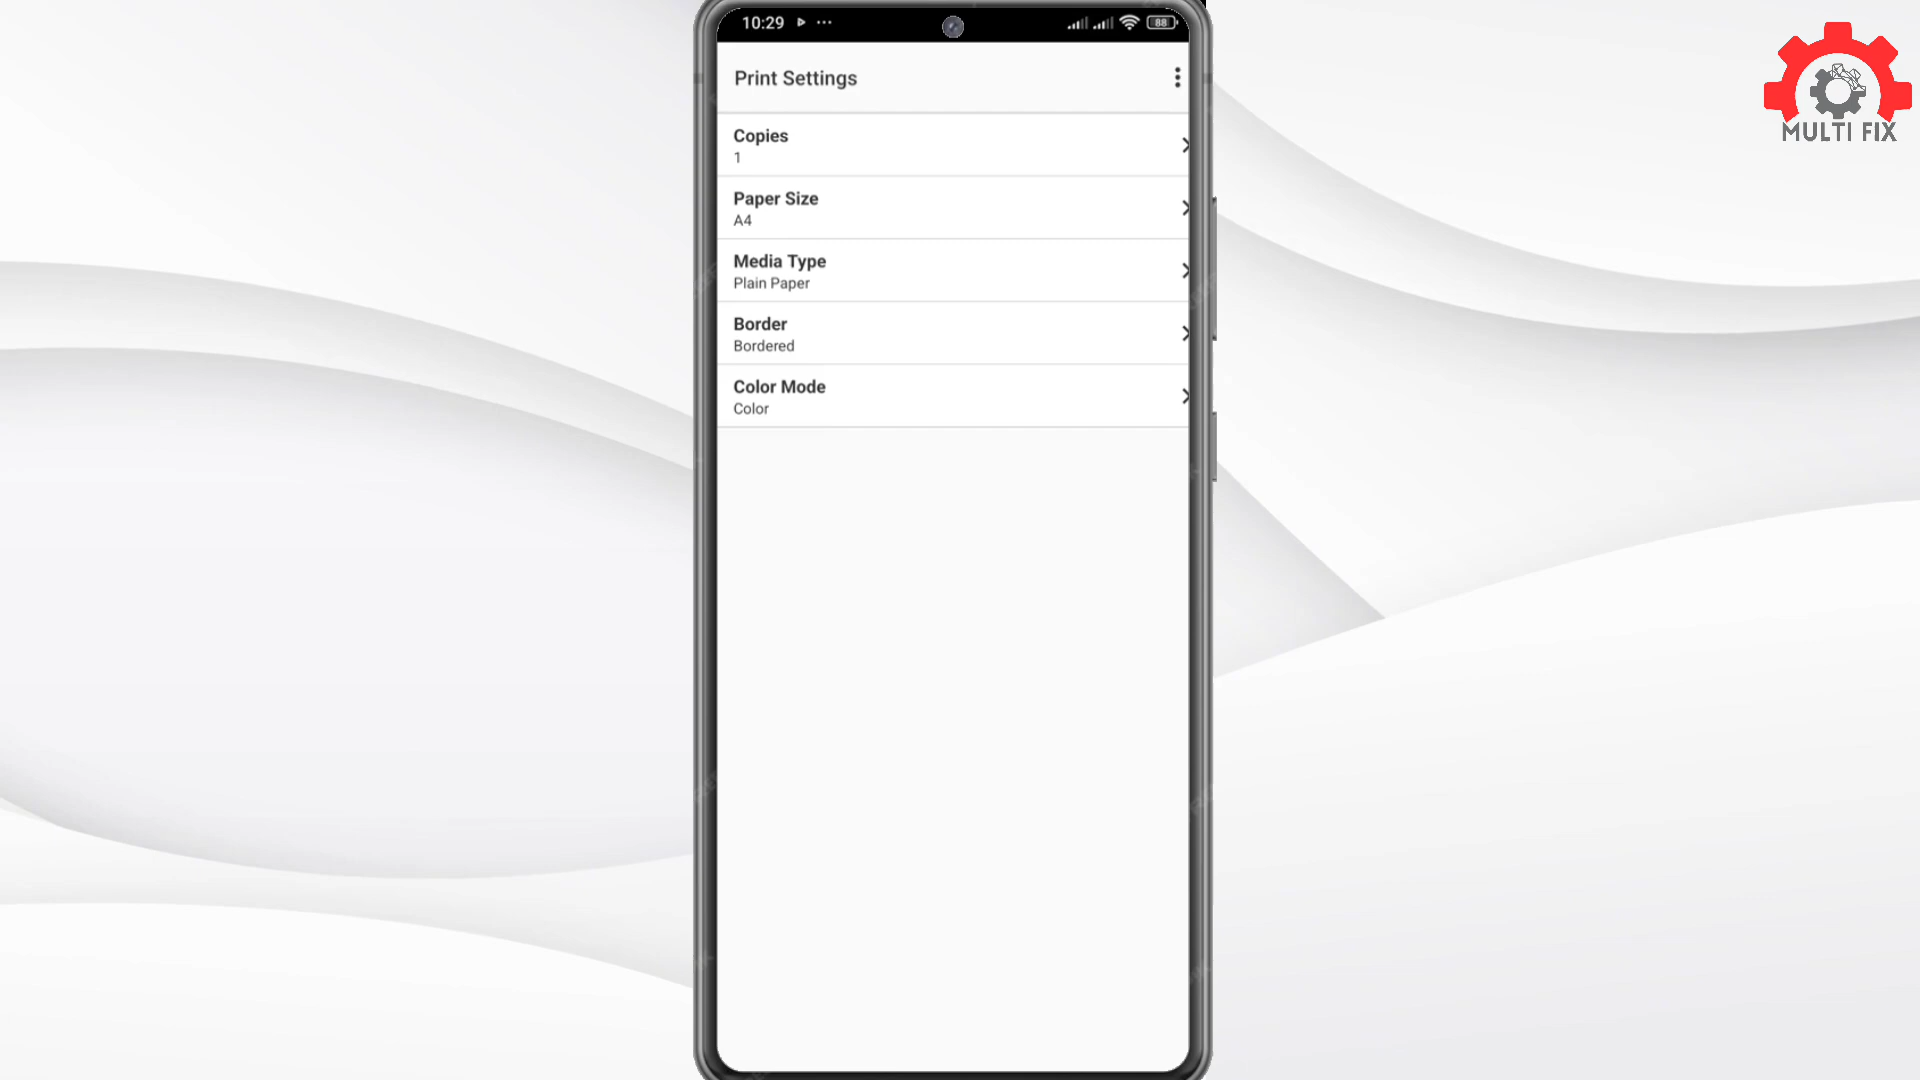 10:29
88
Print Settings
Copies
1
Paper Size
A4
Media Type
Plain Paper
Border
Bordered
Color Mode
Color
MULTI FIX